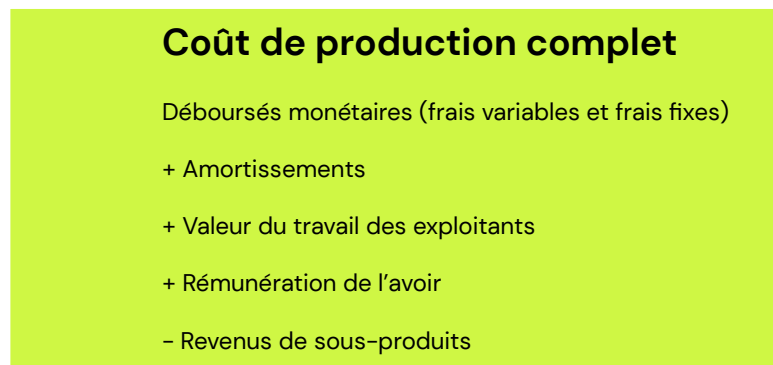 Coût de production complet
Déboursés monétaires (frais variables et frais fixes)
+ Amortissements
+ Valeur du travail des exploitants
+ Rémunération de l’avoir
- Revenus de sous-produits